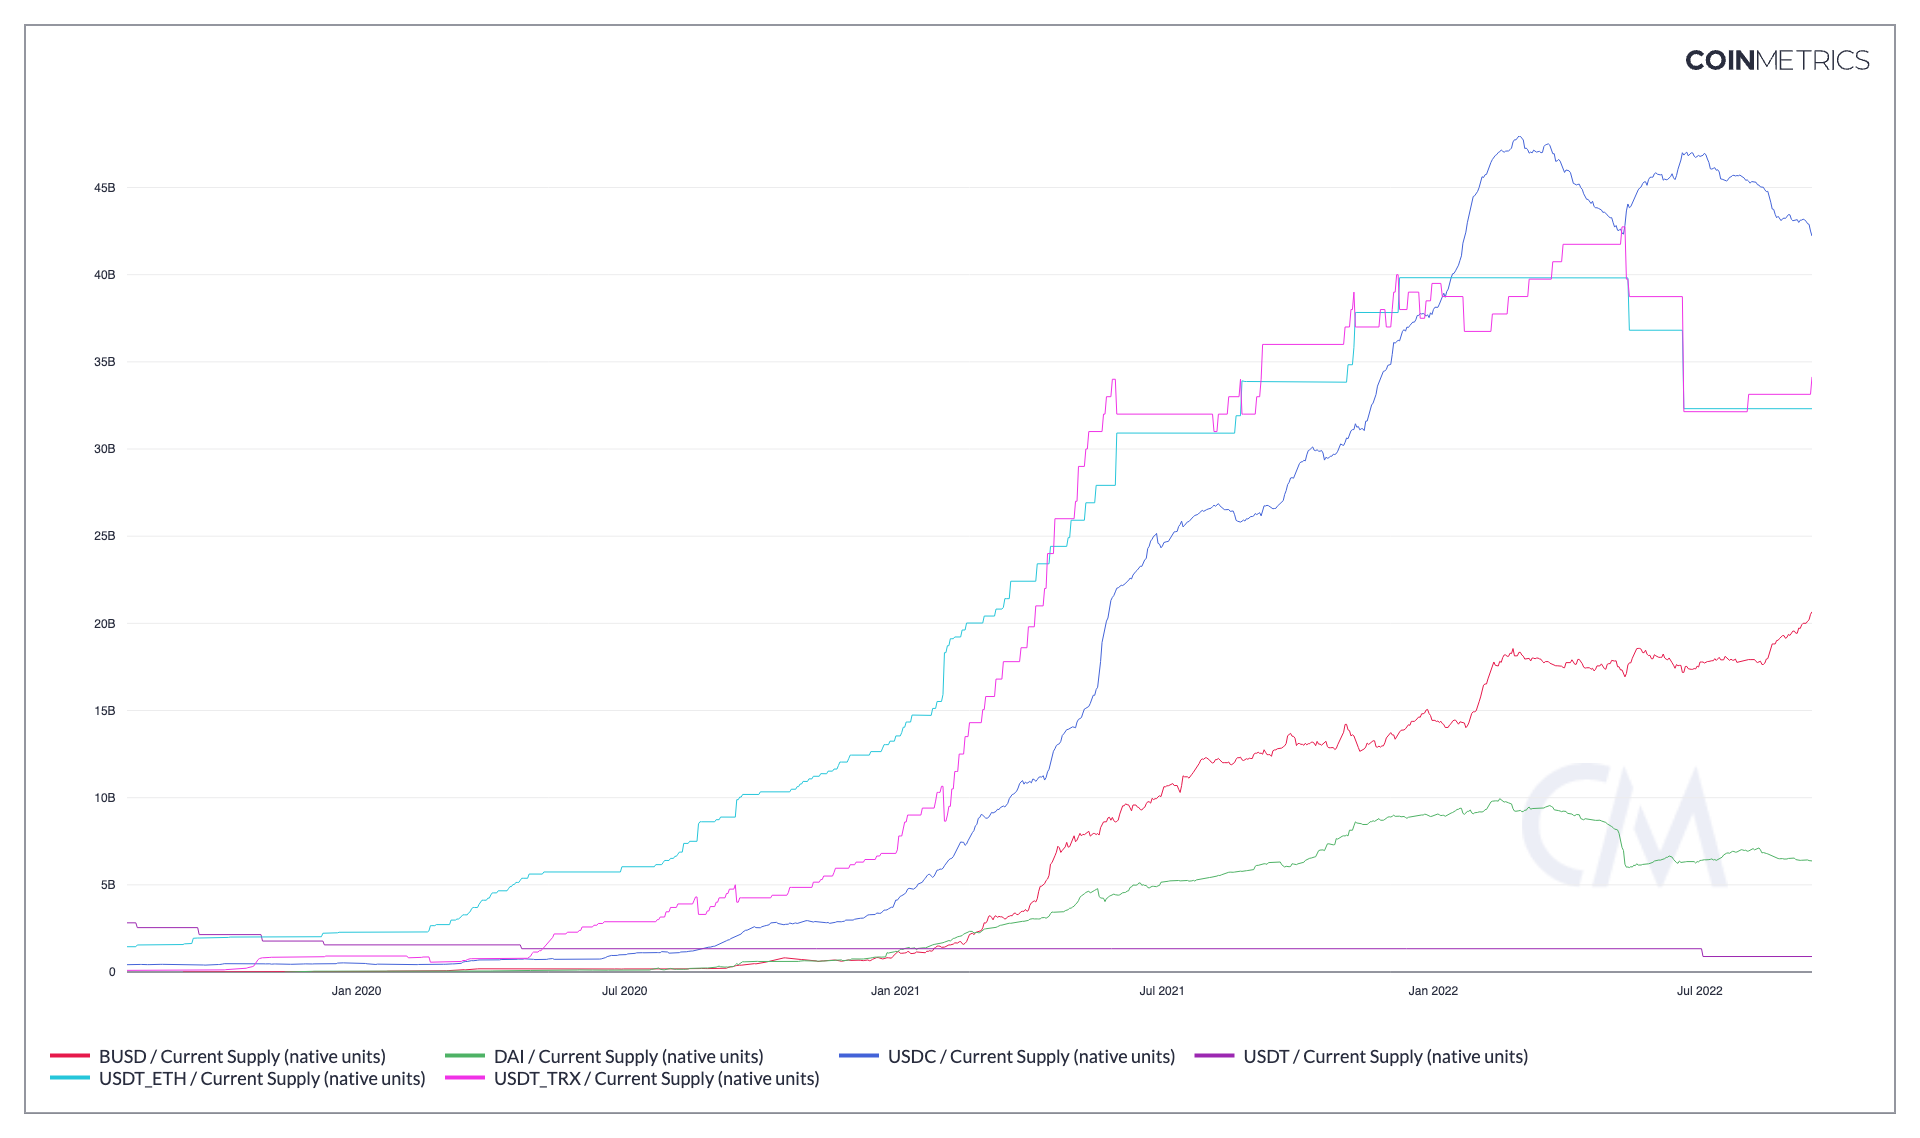 COINMETRICS
45B
40B
35B
30B
25B
20B
15B
10B
5B
0
Jan 2020 Jul 2020 Jan 2021 Jul 2021 Jan 2022 Jul 2022
CM
BUSD / Current Supply (native units) DAI / Current Supply (native units) USDC / Current Supply (native units) USDT / Current Supply (native units)
USDT_ETH / Current Supply (native units) USDT_TRX / Current Supply (native units)